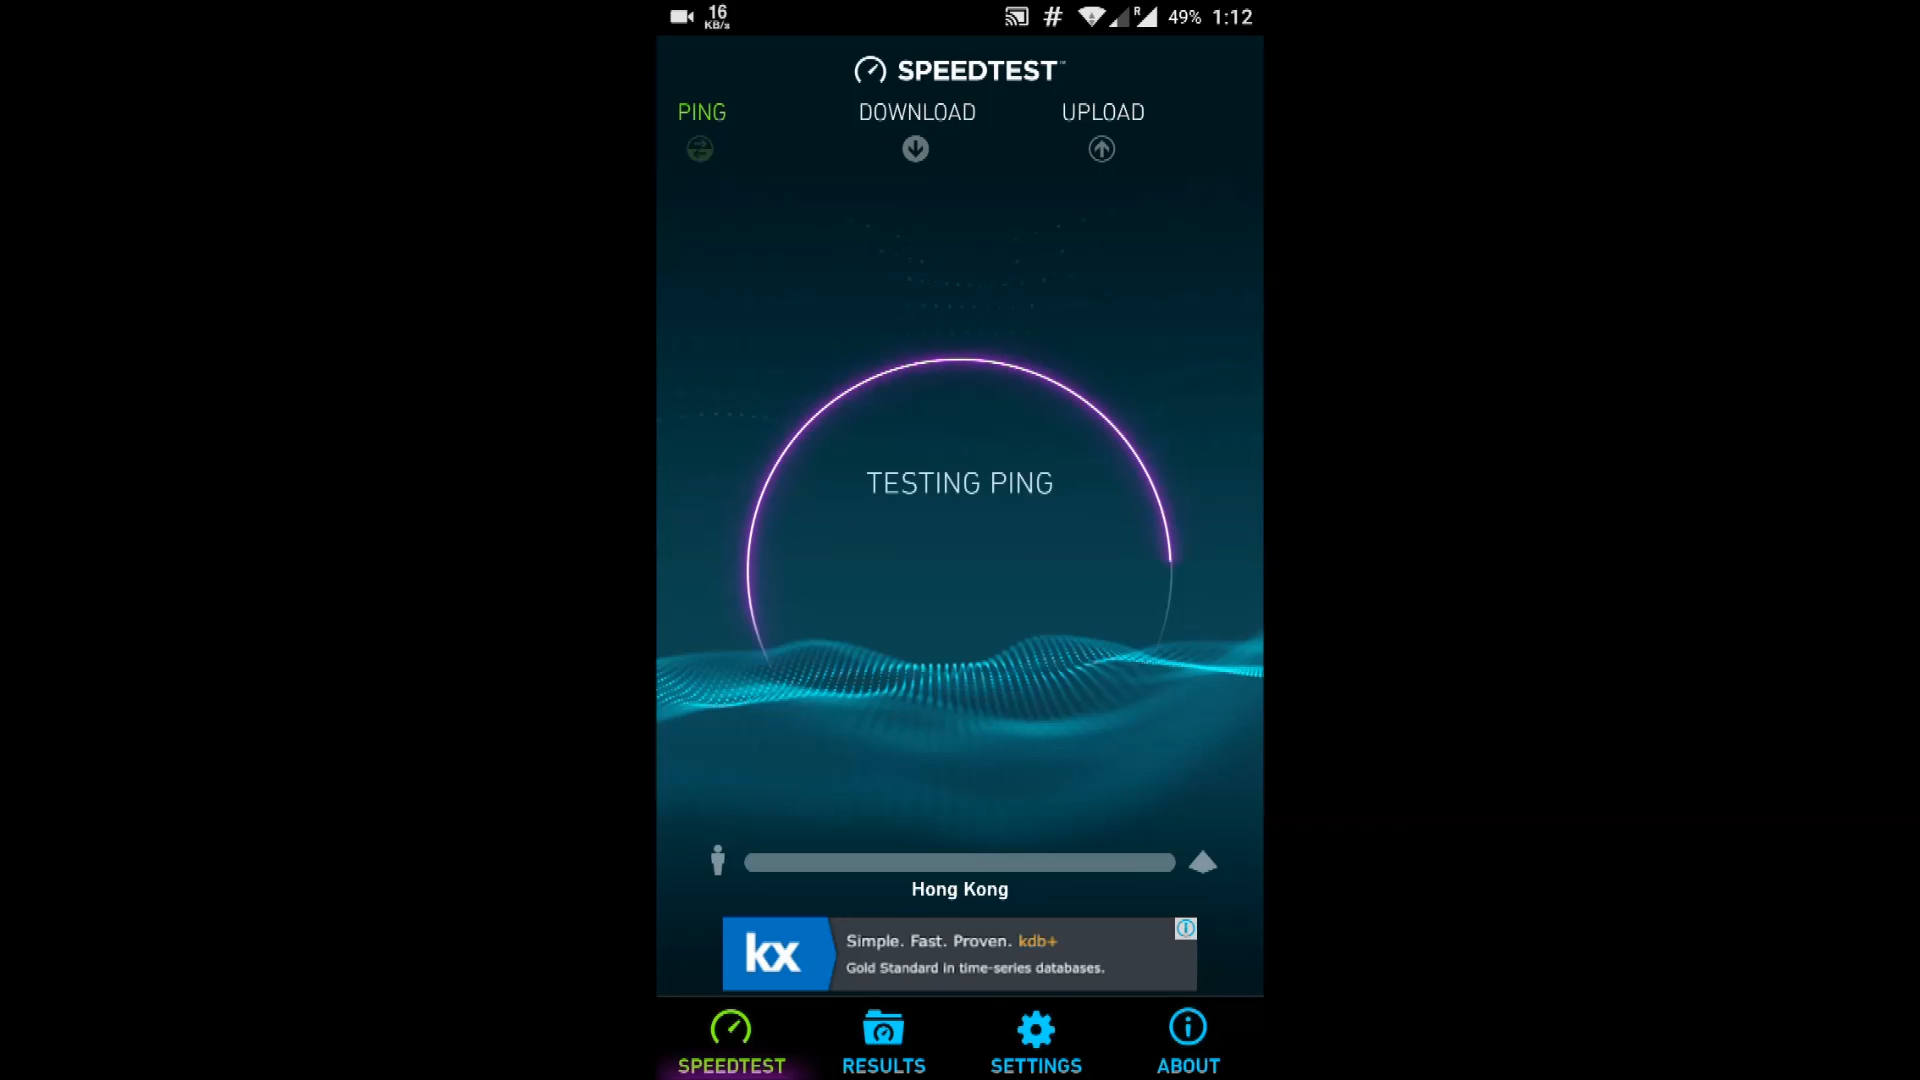 16
KB/s
R
49% 1:12
SPEEDTEST™
PING DOWNLOAD UPLOAD
TESTING PING
Hong Kong
kx
Simple. Fast. Proven. kdb+
Gold Standard in time-series databases.
SPEEDTEST RESULTS SETTINGS ABOUT